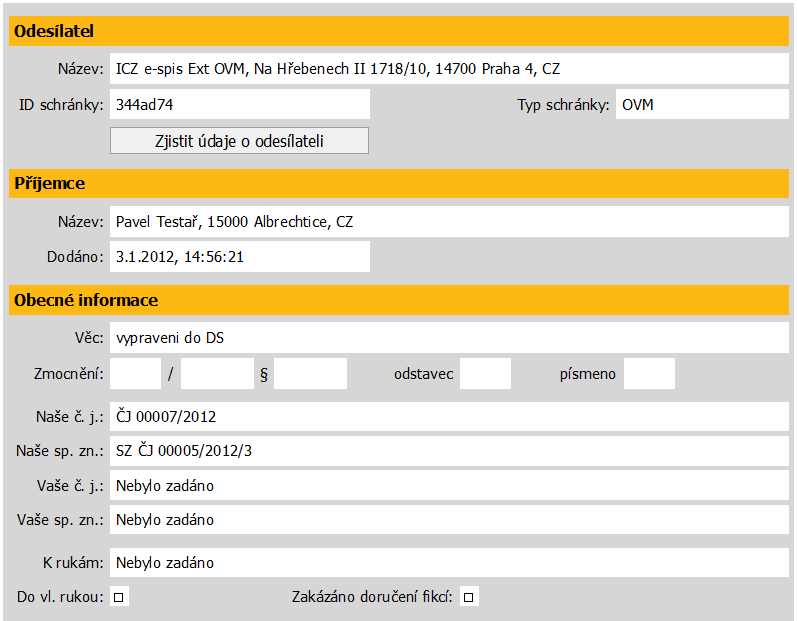 Odesílatel
Název: ICZ e-spis Ext OVM, Na Hřebenech II 1718/10, 14700 Praha 4, CZ
ID schránky: 344ad74 Typ schránky: OVM
Zjistit údaje o odesílateli
Příjemce
Název: Pavel Testař, 15000 Albrechtice, CZ
Dodáno: 3.1.2012, 14:56:21
Obecné informace
Věc: vypraveni do DS
Zmocnění: / § odstavec písmeno
Naše č. j.: ČJ 00007/2012
Naše sp. zn.: SZ ČJ 00005/2012/3
Vaše č. j.: Nebylo zadáno
Vaše sp. zn.: Nebylo zadáno
K rukám: Nebylo zadáno
Do vl. rukou: Zakázáno doručení fikcí: